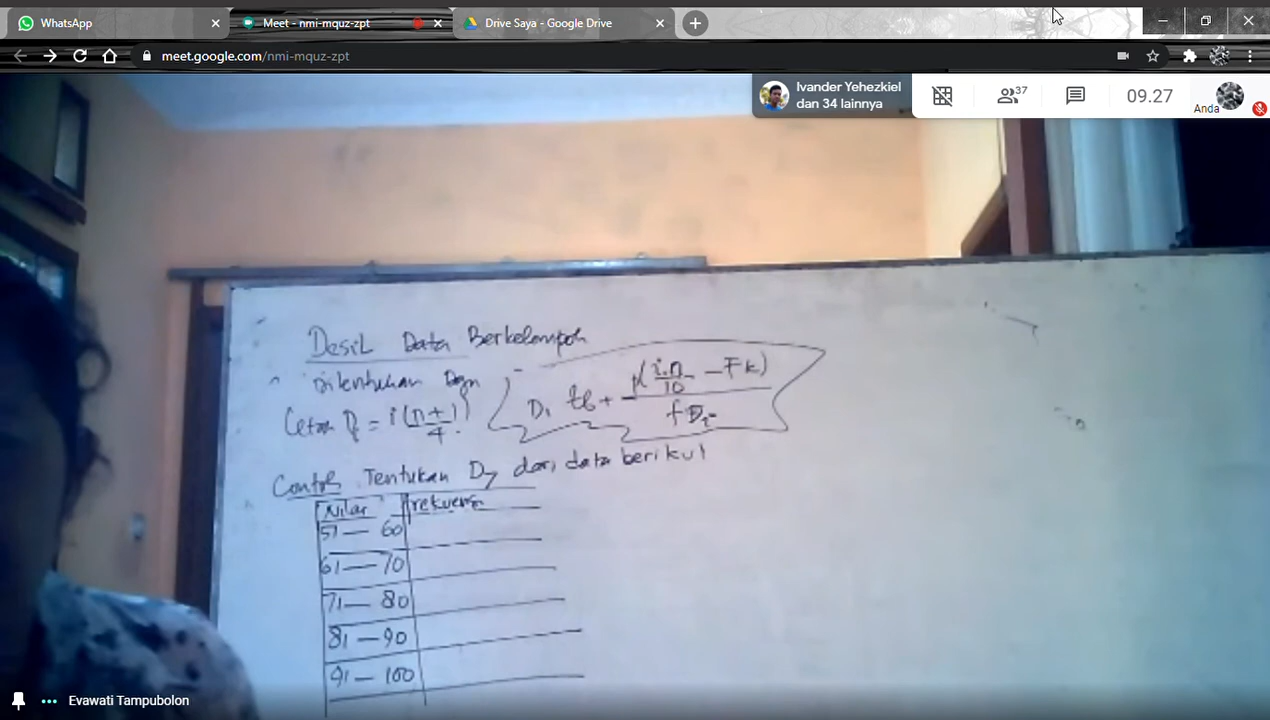 WhatsApp
Meet - nmi-mquz-zpt
Drive Saya - Google Drive
meet.google.com/nmi-mquz-zpt
Ivander Yehezkiel
dan 34 lainnya
37
09.27
Anda
Desil Data Berkelompok
Ditentukan Dgn
Letak Di = i(n+1)/4
Di tb + p(i.n/10 - Fk)/fDi
Contoh Tentukan D7 dari data berikut
Nilai frekuensi
51 — 60
61 — 70
71 — 80
81 — 90
91 — 100
Evawati Tampubolon